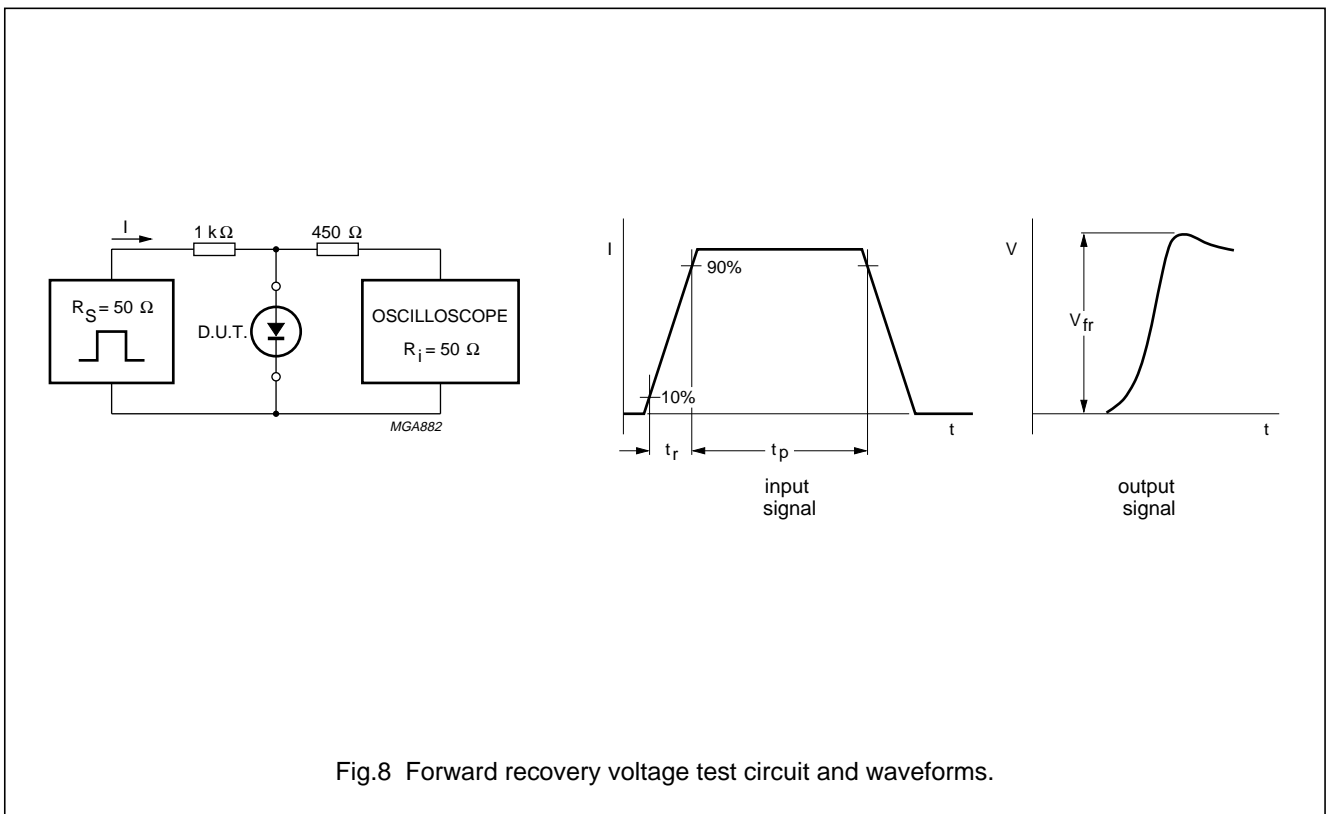 I
1 kΩ
450 Ω
R_S = 50 Ω
D.U.T.
OSCILLOSCOPE
R_i = 50 Ω
MGA882
I
90%
10%
t
t_r
t_p
input
signal
V
V_fr
t
output
signal
Fig.8 Forward recovery voltage test circuit and waveforms.